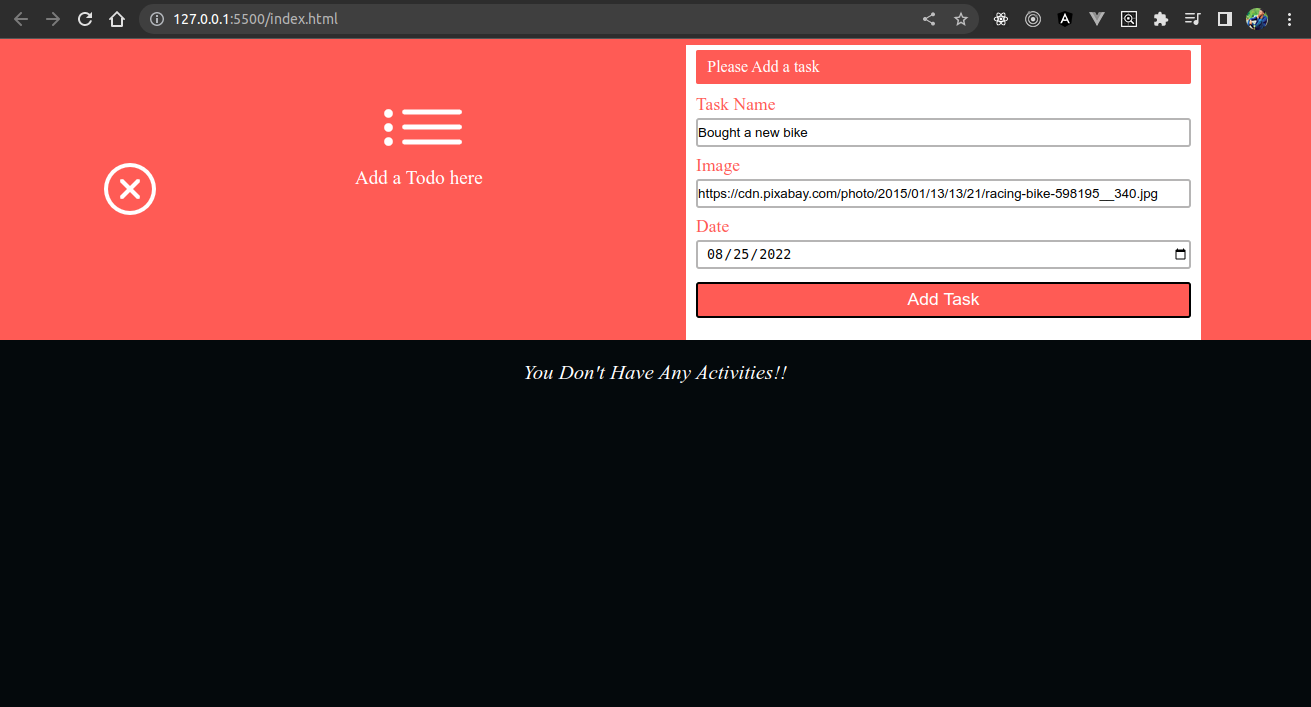 127.0.0.1:5500/index.html
Please Add a task
Task Name
Bought a new bike
Image
https://cdn.pixabay.com/photo/2015/01/13/13/21/racing-bike-598195__340.jpg
Date
08/25/2022
Add Task
Add a Todo here
You Don't Have Any Activities!!